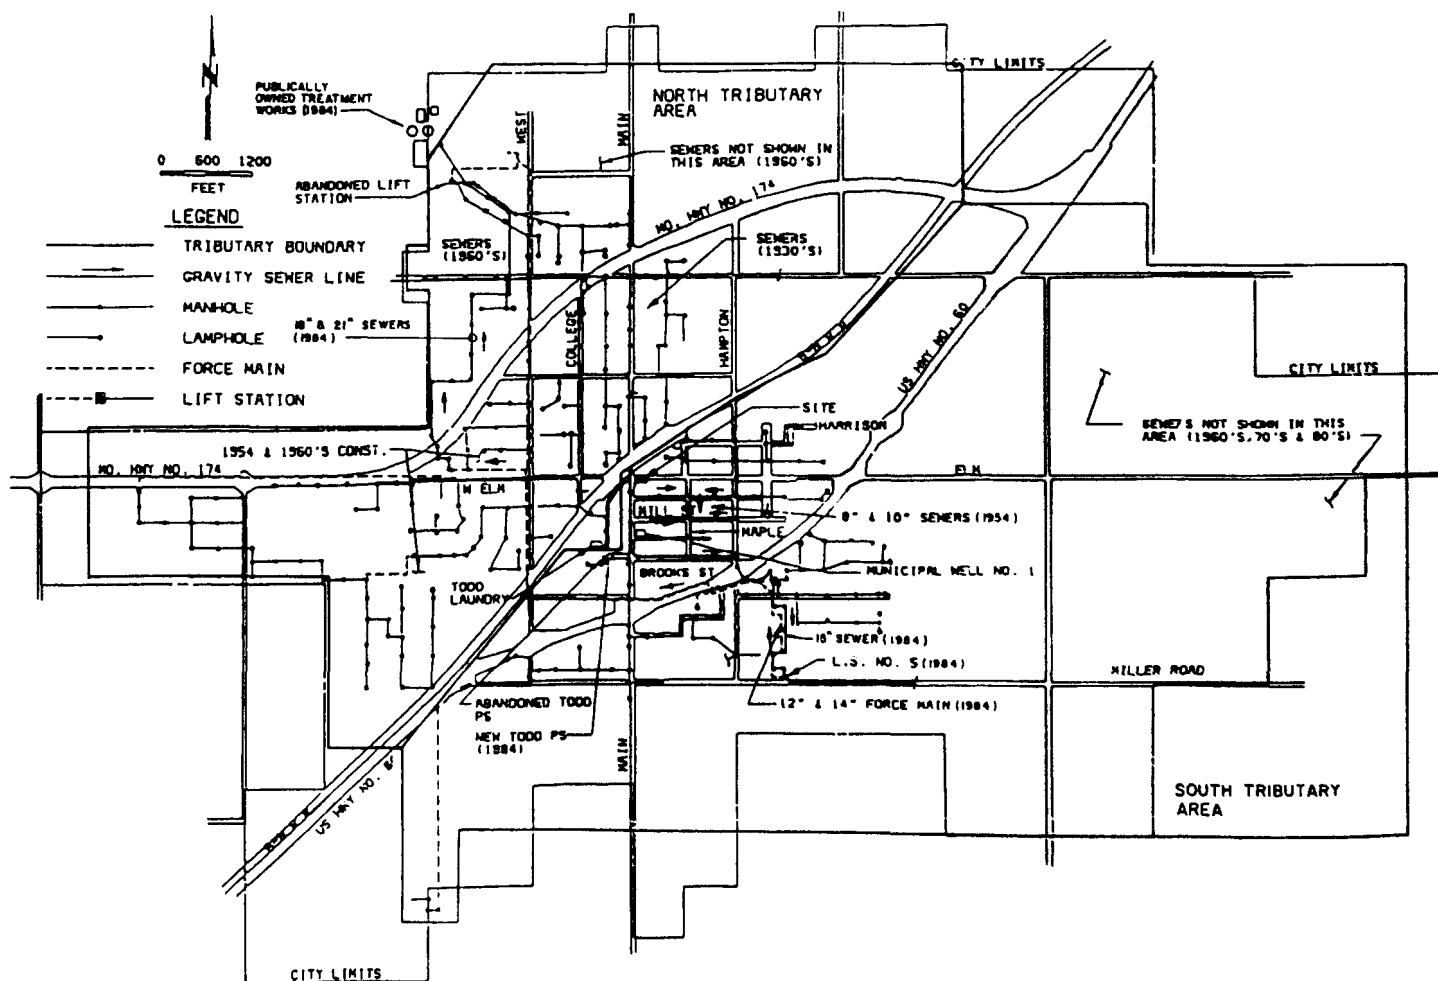 CITY LIMITS
N
PUBLICALLY
OWNED TREATMENT
WORKS (1984)
NORTH TRIBUTARY
AREA
WEST
MAIN
SEWERS NOT SHOWN IN
THIS AREA (1960'S)
0 600 1200
FEET
ABANDONED LIFT
STATION
MO. HWY NO. 174
LEGEND
TRIBUTARY BOUNDARY
GRAVITY SEWER LINE
MANHOLE
LAMPHOLE
FORCE MAIN
LIFT STATION
SEWERS
(1960'S)
SEWERS
(1930'S)
18" & 21" SEWERS
(1984)
COLLEGE
HAMPTON
US HWY NO. 60
CITY LIMITS
SITE
HARRISON
SEWERS NOT SHOWN IN THIS
AREA (1960'S,70'S & 80'S)
1954 & 1960'S CONST.
MO. HWY NO. 174
W ELM
ELM
MILL ST
8" & 10" SEWERS (1954)
MAPLE
MUNICIPAL WELL NO. 1
BROOKS ST
TODD
LAUNDRY
15" SEWER (1984)
L.S. NO. 5 (1984)
MILLER ROAD
12" & 14" FORCE MAIN (1984)
ABANDONED TODD
PS
NEW TODD PS
(1984)
MAIN
US HWY NO.
SOUTH TRIBUTARY
AREA
CITY LIMITS